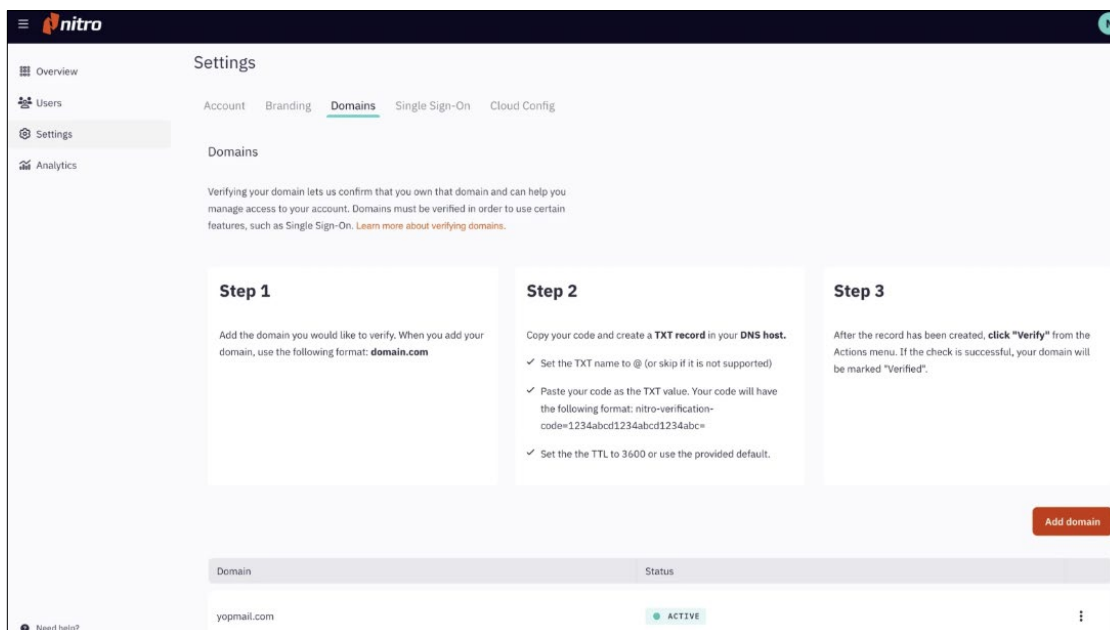 nitro
Overview
Users
Settings
Analytics
Need help?
Settings
Account Branding Domains Single Sign-On Cloud Config
Domains
Verifying your domain lets us confirm that you own that domain and can help you
manage access to your account. Domains must be verified in order to use certain
features, such as Single Sign-On. Learn more about verifying domains.
Step 1
Add the domain you would like to verify. When you add your
domain, use the following format: domain.com
Step 2
Copy your code and create a TXT record in your DNS host.
✓ Set the TXT name to @ (or skip if it is not supported)
✓ Paste your code as the TXT value. Your code will have
the following format: nitro-verification-
code=1234abcd1234abcd1234abc=
✓ Set the the TTL to 3600 or use the provided default.
Step 3
After the record has been created, click "Verify" from the
Actions menu. If the check is successful, your domain will
be marked "Verified".
Add domain
Domain Status
yopmail.com ACTIVE